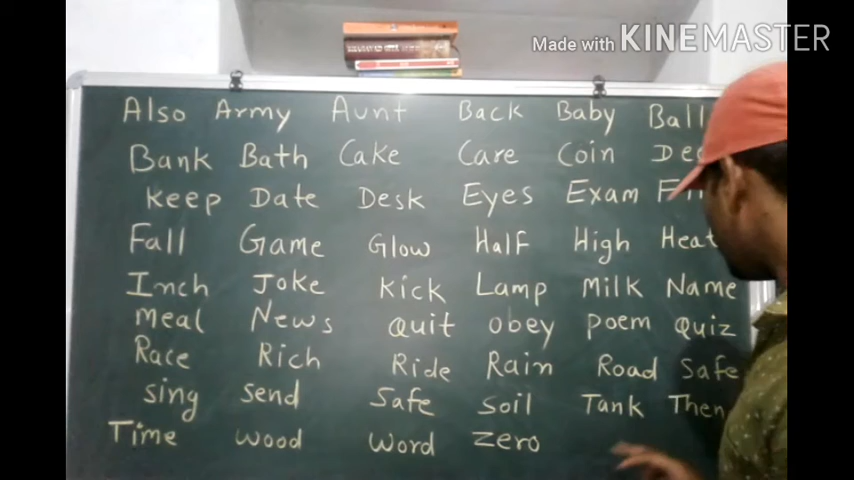 Made with KINEMASTER
Also Army Aunt Back Baby Ball
Bank Bath Cake Care Coin
Keep Date Desk Eyes Exam
Fall Game Glow Half High Heat
Inch Joke Kick Lamp Milk Name
meal News Quit obey poem Quiz
Race Rich Ride Rain Road Safe
sing send Safe Soil Tank Then
Time wood word Zero